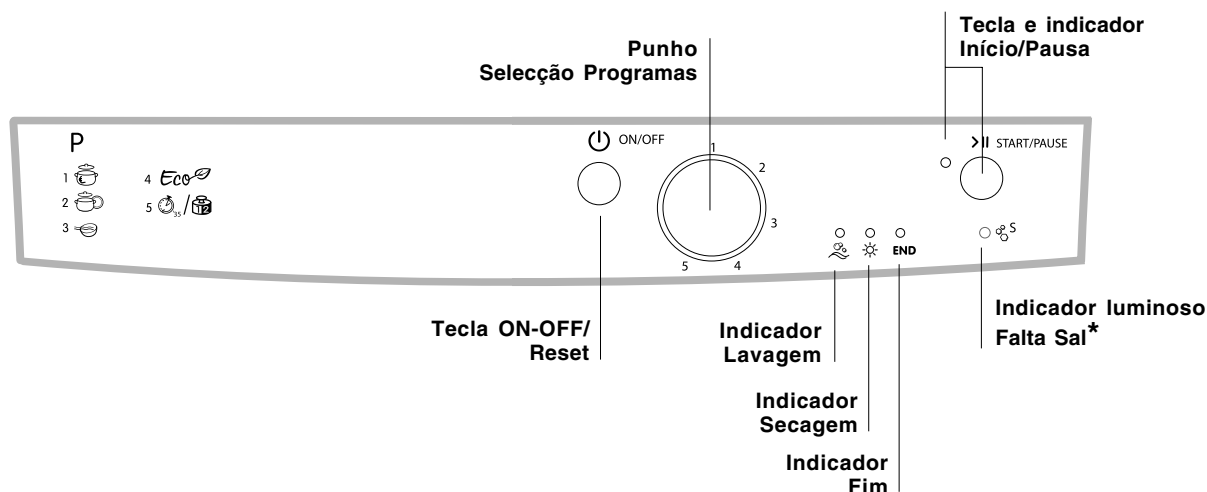 Tecla e indicador
Início/Pausa
Punho
Selecção Programas
P
ON/OFF
START/PAUSE
1
2
3
4 Eco
5 35 / 12
1
2
3
4
5
END
S
Tecla ON-OFF/
Reset
Indicador
Lavagem
Indicador luminoso
Falta Sal*
Indicador
Secagem
Indicador
Fim